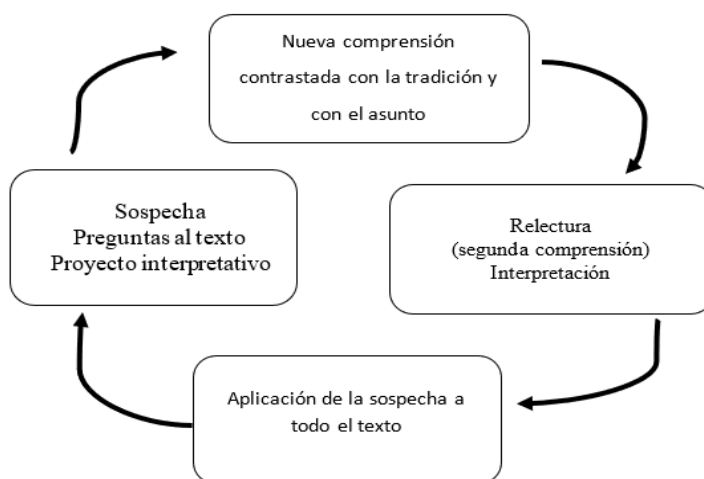 Nueva comprensión
contrastada con la tradición y
con el asunto
Sospecha
Preguntas al texto
Proyecto interpretativo
Relectura
(segunda comprensión)
Interpretación
Aplicación de la sospecha a
todo el texto